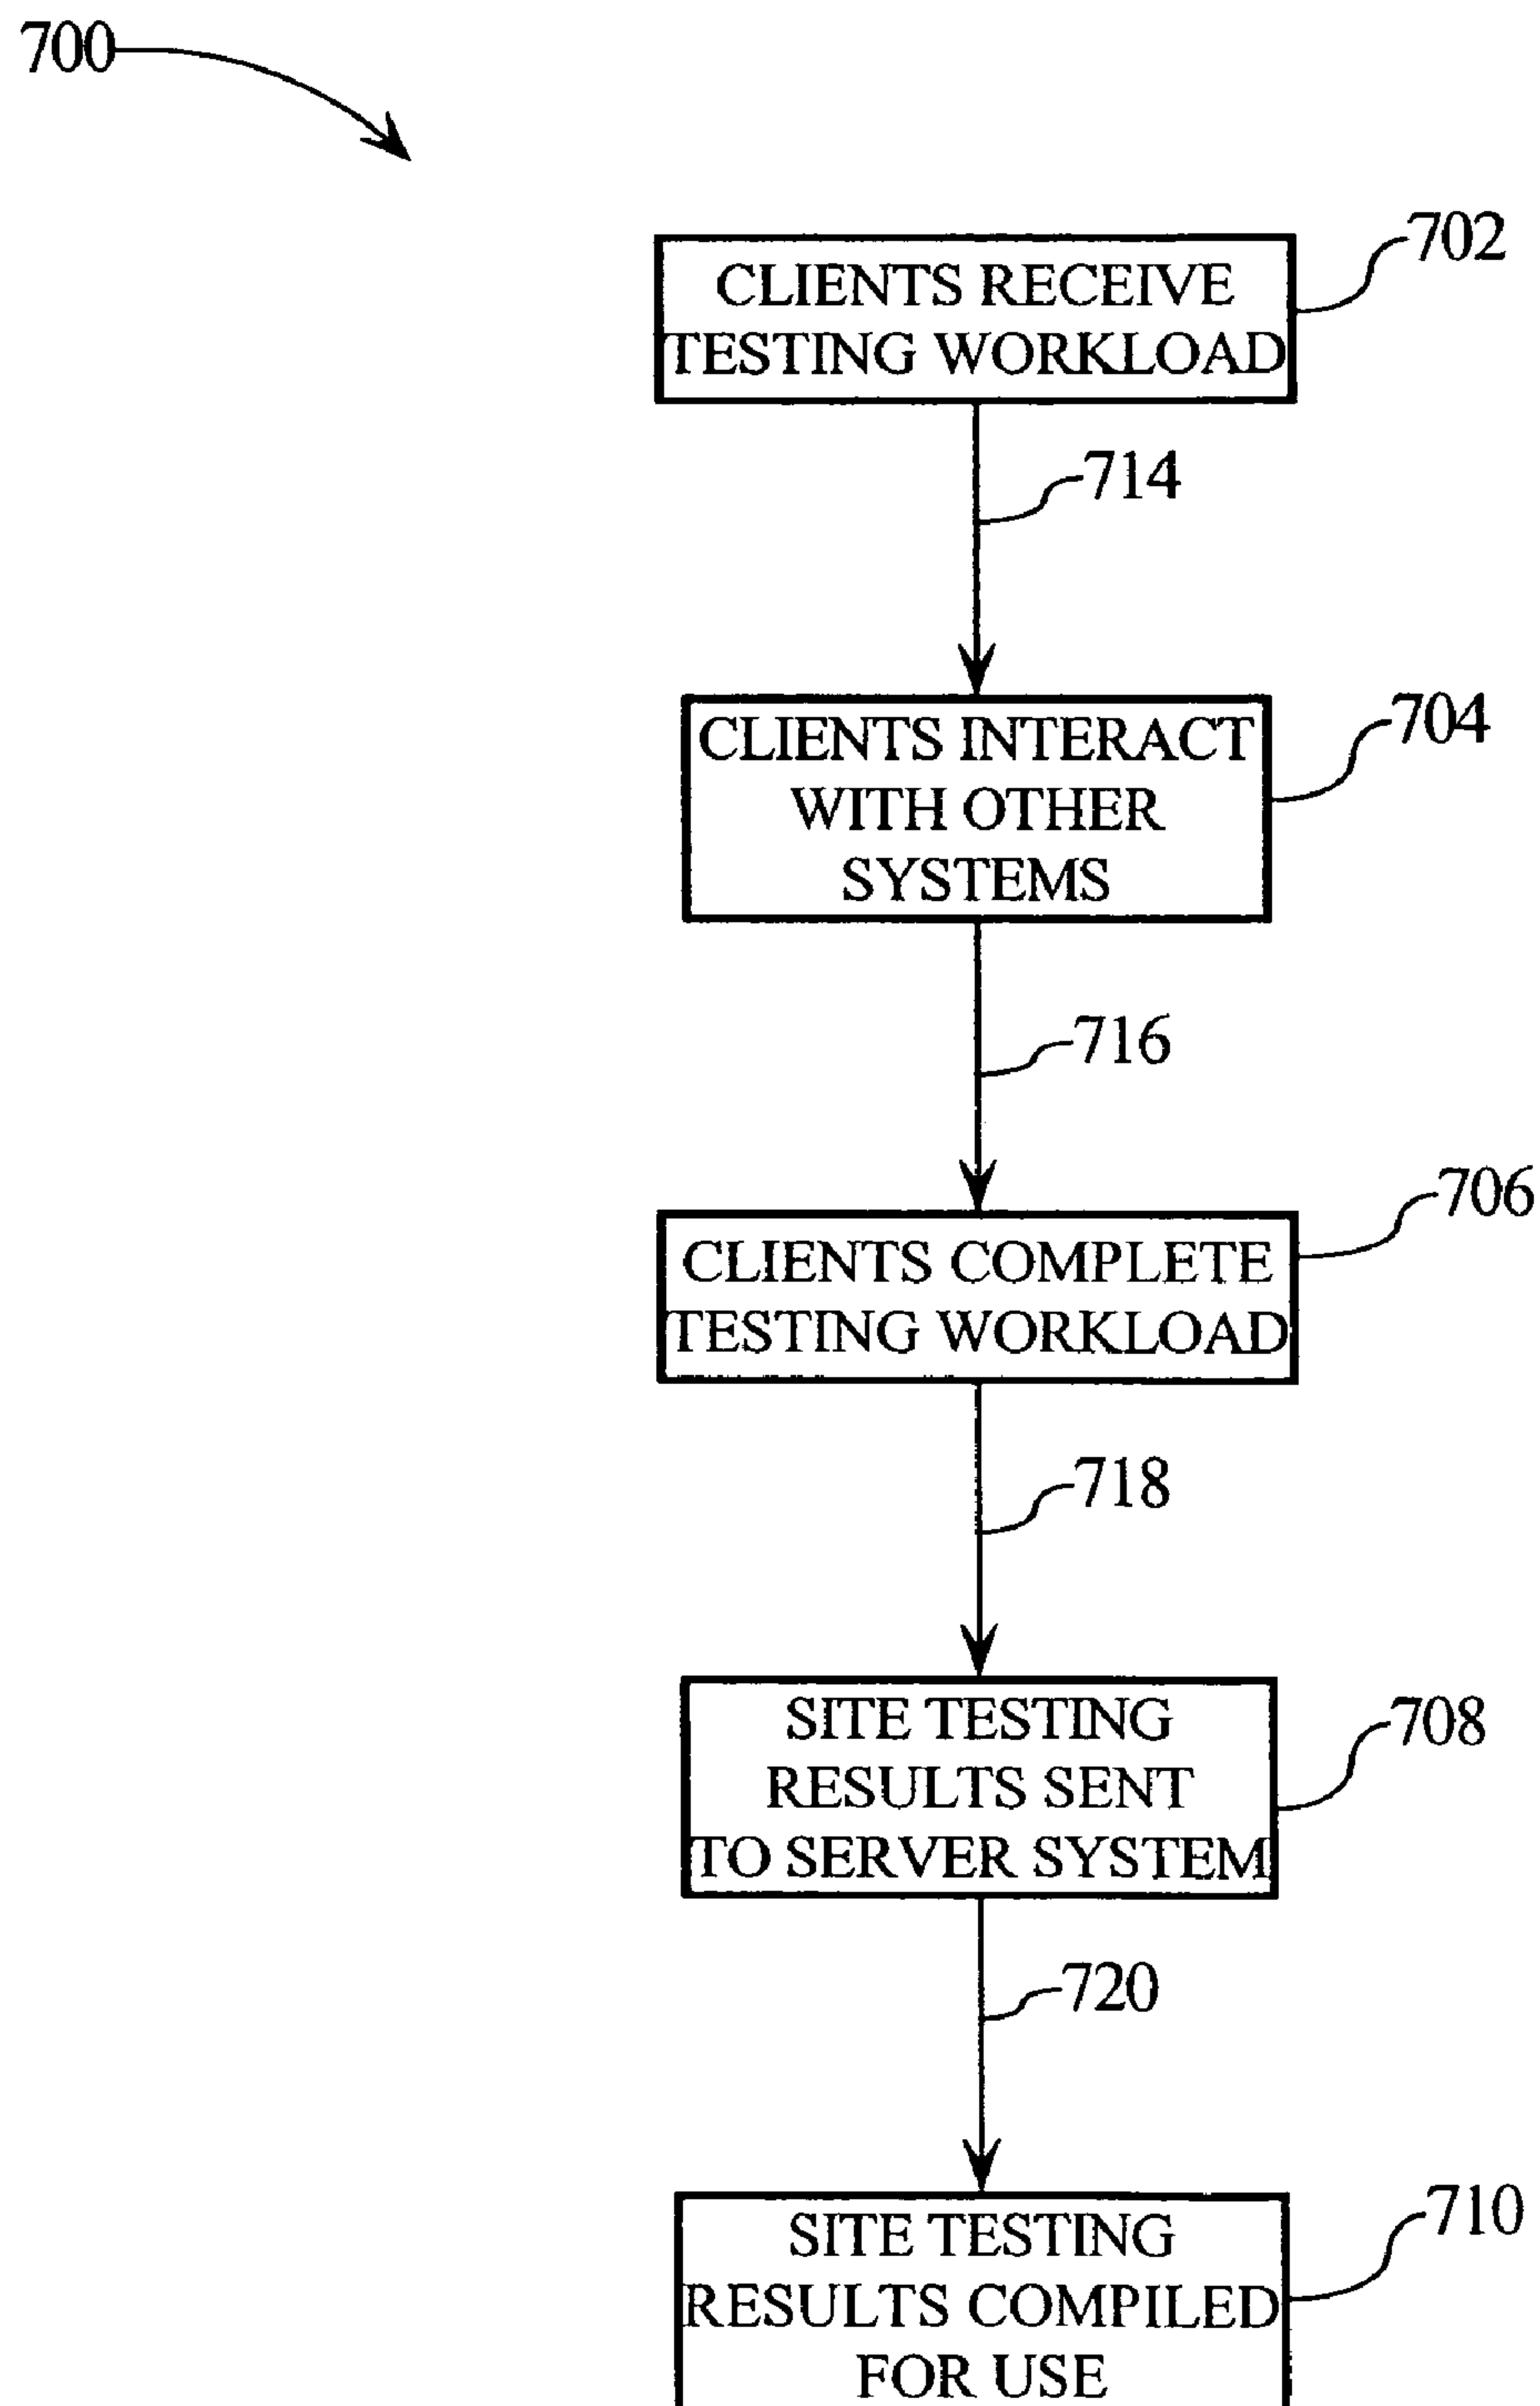 700
702
CLIENTS RECEIVE
TESTING WORKLOAD
714
704
CLIENTS INTERACT
WITH OTHER
SYSTEMS
716
706
CLIENTS COMPLETE
TESTING WORKLOAD
718
708
SITE TESTING
RESULTS SENT
TO SERVER SYSTEM
720
710
SITE TESTING
RESULTS COMPILED
FOR USE